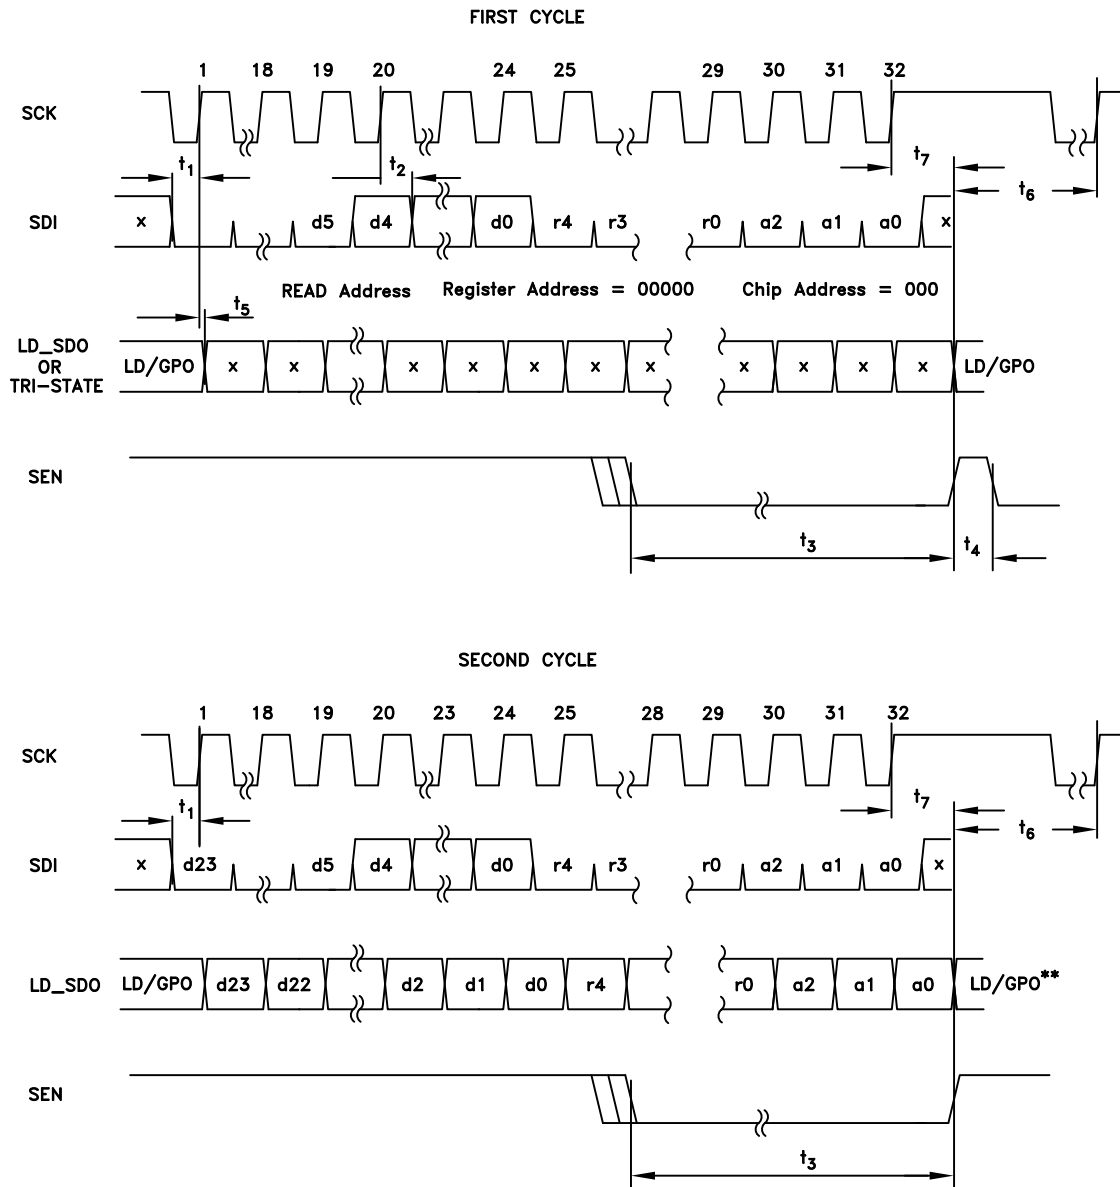 FIRST CYCLE
1 18 19 20 24 25 29 30 31 32
SCK
t1 t2 t7 t6
SDI x d5 d4 d0 r4 r3 r0 a2 a1 a0 x
READ Address Register Address = 00000 Chip Address = 000
t5
LD_SDO
OR
TRI-STATE
LD/GPO x x x x x x x x x x x LD/GPO
SEN
t3 t4
SECOND CYCLE
1 18 19 20 23 24 25 28 29 30 31 32
SCK
t1 t7 t6
SDI x d23 d5 d4 d0 r4 r3 r0 a2 a1 a0 x
LD_SDO LD/GPO d23 d22 d2 d1 d0 r4 r0 a2 a1 a0 LD/GPO**
SEN
t3